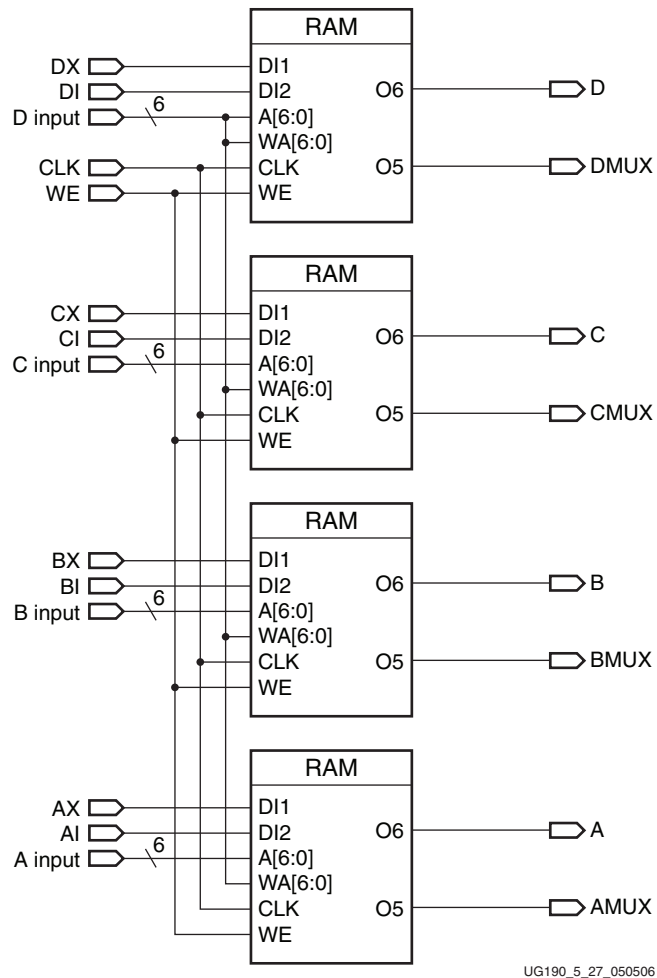 RAM
DX DI1
DI DI2 O6 D
D input 6 A[6:0]
WA[6:0]
CLK CLK O5 DMUX
WE WE
RAM
CX DI1
CI DI2 O6 C
C input 6 A[6:0]
WA[6:0]
CLK O5 CMUX
WE
RAM
BX DI1
BI DI2 O6 B
B input 6 A[6:0]
WA[6:0]
CLK O5 BMUX
WE
RAM
AX DI1
AI DI2 O6 A
A input 6 A[6:0]
WA[6:0]
CLK O5 AMUX
WE
UG190_5_27_050506